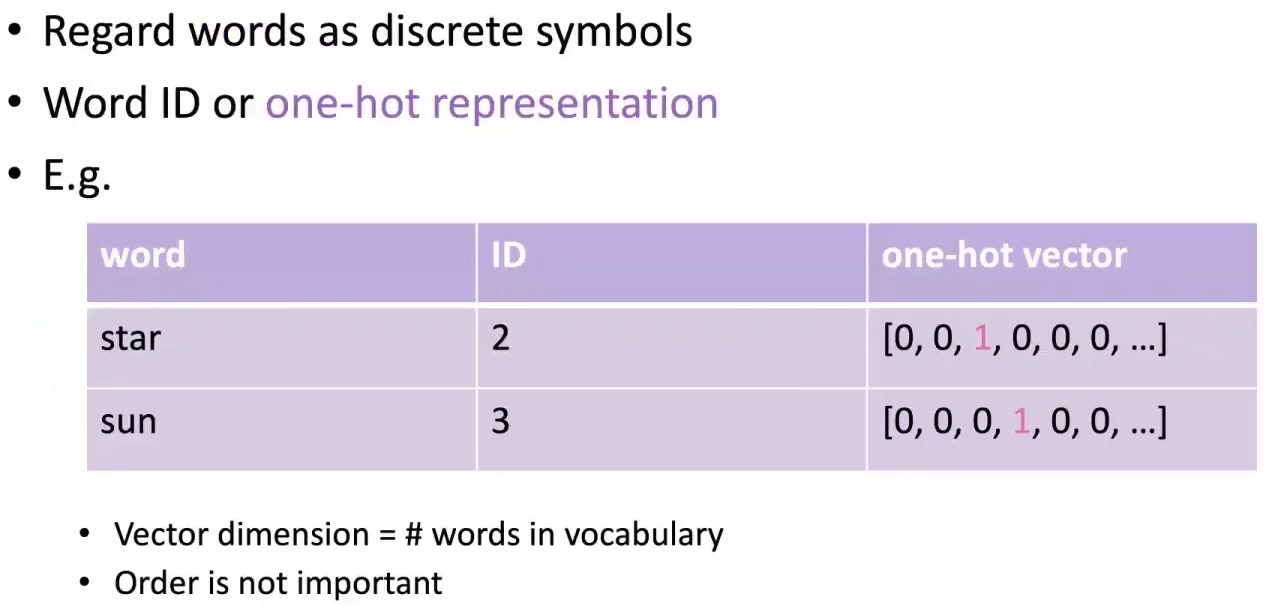 • Regard words as discrete symbols
• Word ID or one-hot representation
• E.g.
word ID one-hot vector
star 2 [0, 0, 1, 0, 0, 0, ...]
sun 3 [0, 0, 0, 1, 0, 0, ...]
• Vector dimension = # words in vocabulary
• Order is not important